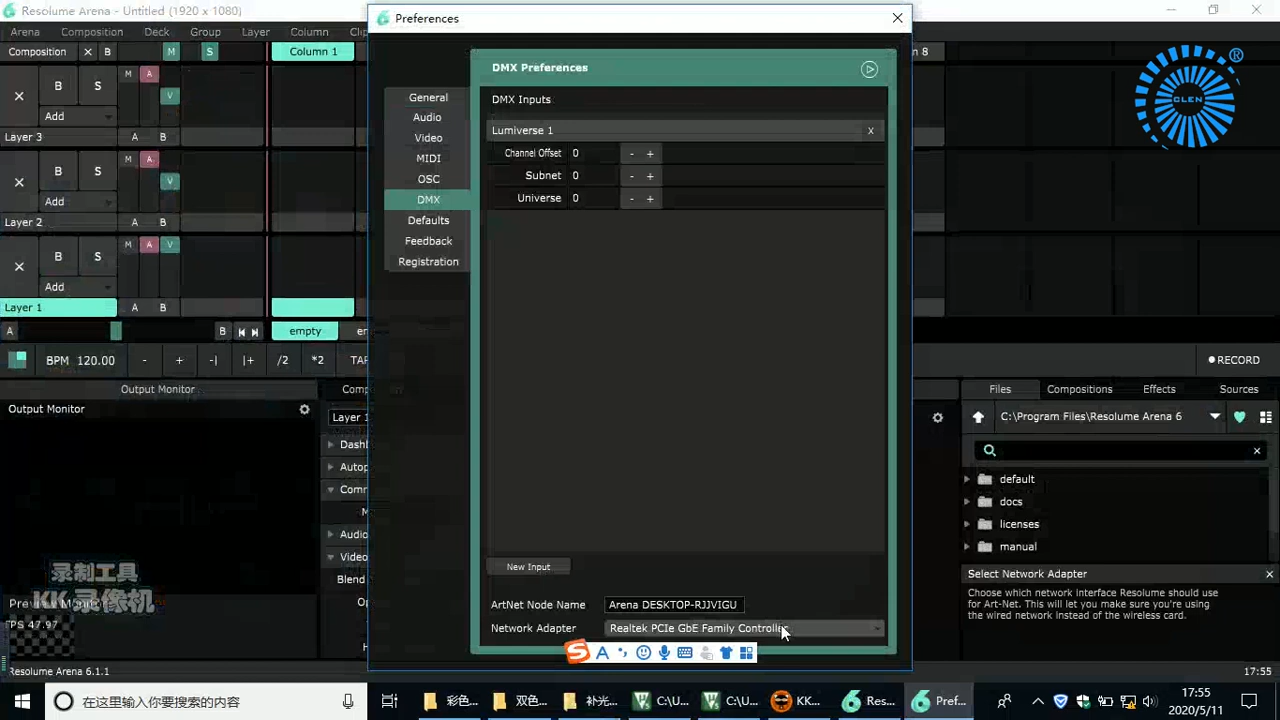 Resolume Arena - Untitled (1920 x 1080)
Arena Composition Deck Group Layer Column
Composition X B M S Column 1
B S M A V
Add
Layer 3 A B
B S M A V
Add
Layer 2 A B
B S M A V
Add
Layer 1 A B
A B empty
BPM 120.00 - + -| |+ /2 *2
RECORD
Output Monitor
Output Monitor
Layer 1
Preferences
General
Audio
Video
MIDI
OSC
DMX
Defaults
Feedback
Registration
DMX Preferences
DMX Inputs
Lumiverse 1 X
Channel Offset 0 - +
Subnet 0 - +
Universe 0 - +
New Input
ArtNet Node Name Arena DESKTOP-RJJVIGU
Network Adapter Realtek PCIe GbE Family Controller
n 8
CLEN
®
Files Compositions Effects Sources
C:\Program Files\Resolume Arena 6
default
docs
licenses
manual
Select Network Adapter
Choose which network interface Resolume should use
for Art-Net. This will let you make sure you're using
the wired network instead of the wireless card.
录制工具
KK录像机
FPS 47.97
Resolume Arena 6.1.1
17:55
在这里输入你要搜索的内容
彩色...
双色...
补光...
C:\U...
C:\U...
KK...
Res...
Pref...
17:55
2020/5/11